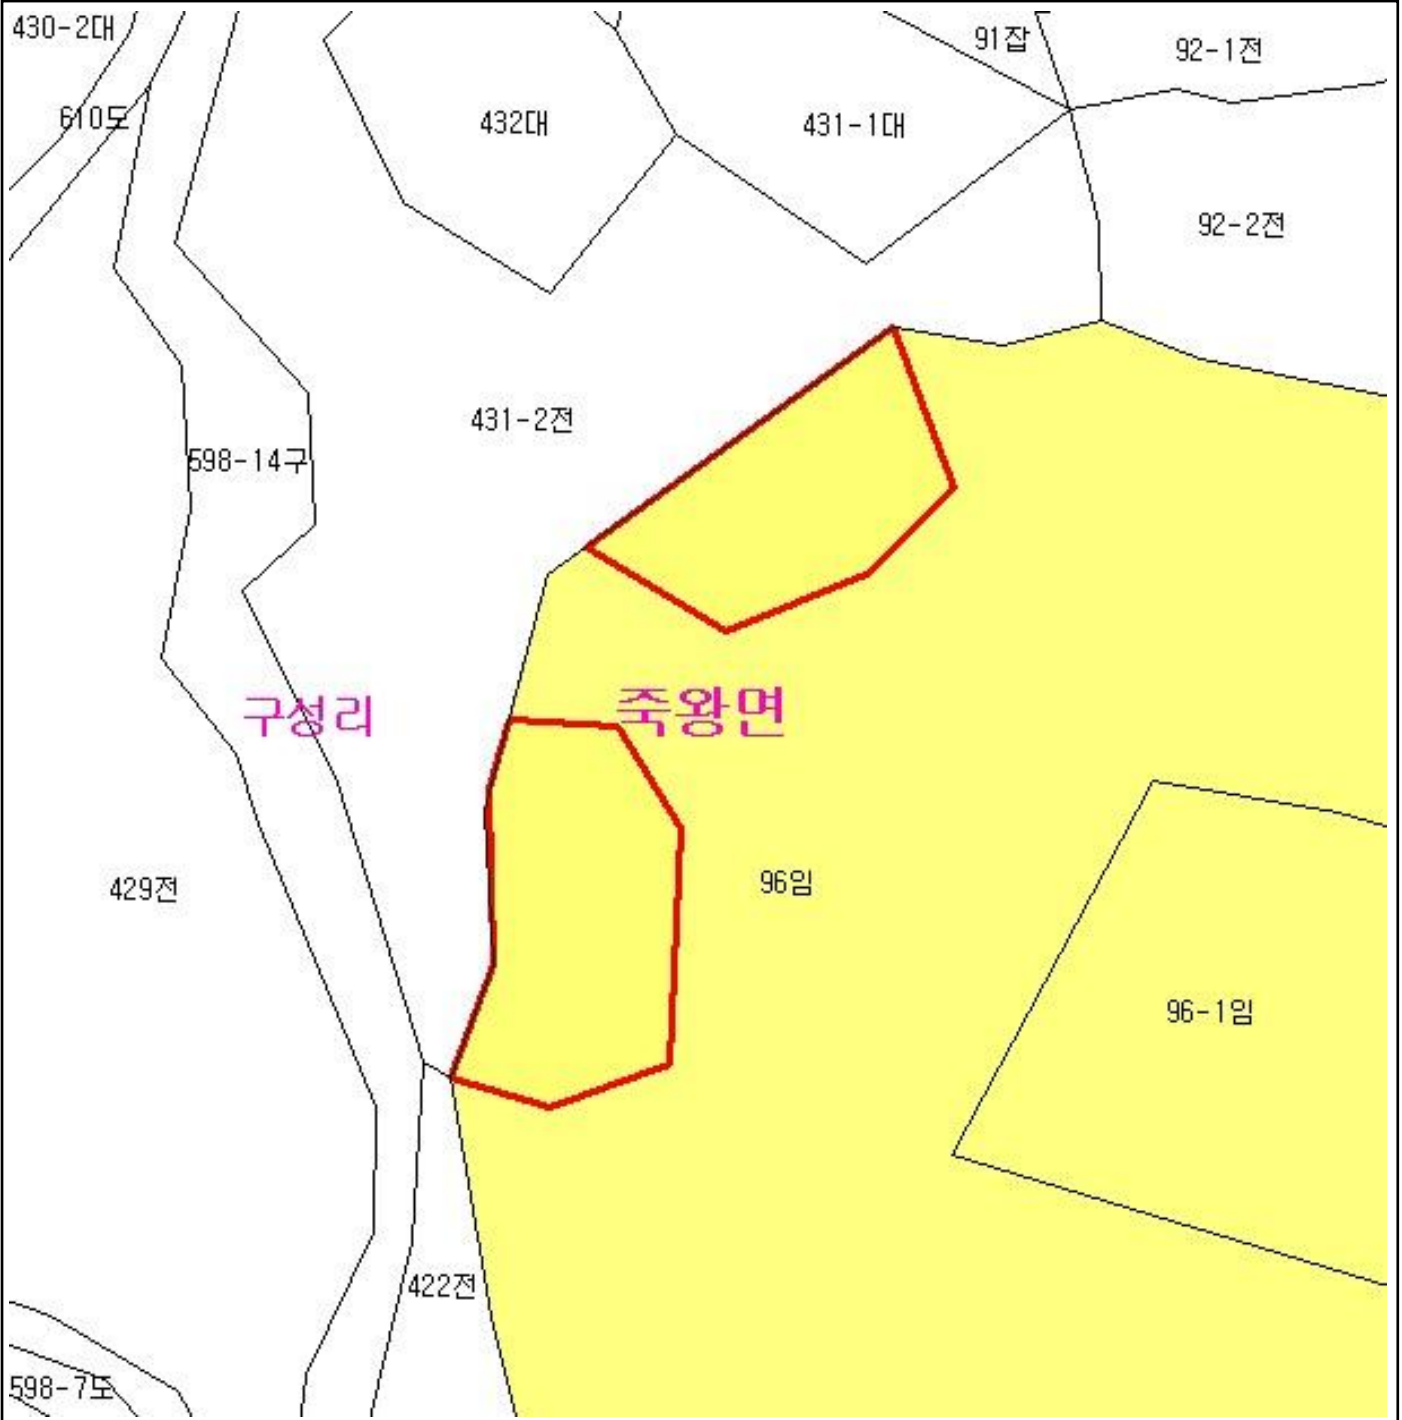 430-2대
91잡
92-1전
610도
432대
431-1대
92-2전
431-2전
598-14구
구성리
죽왕면
429전
96임
96-1임
422전
598-7도